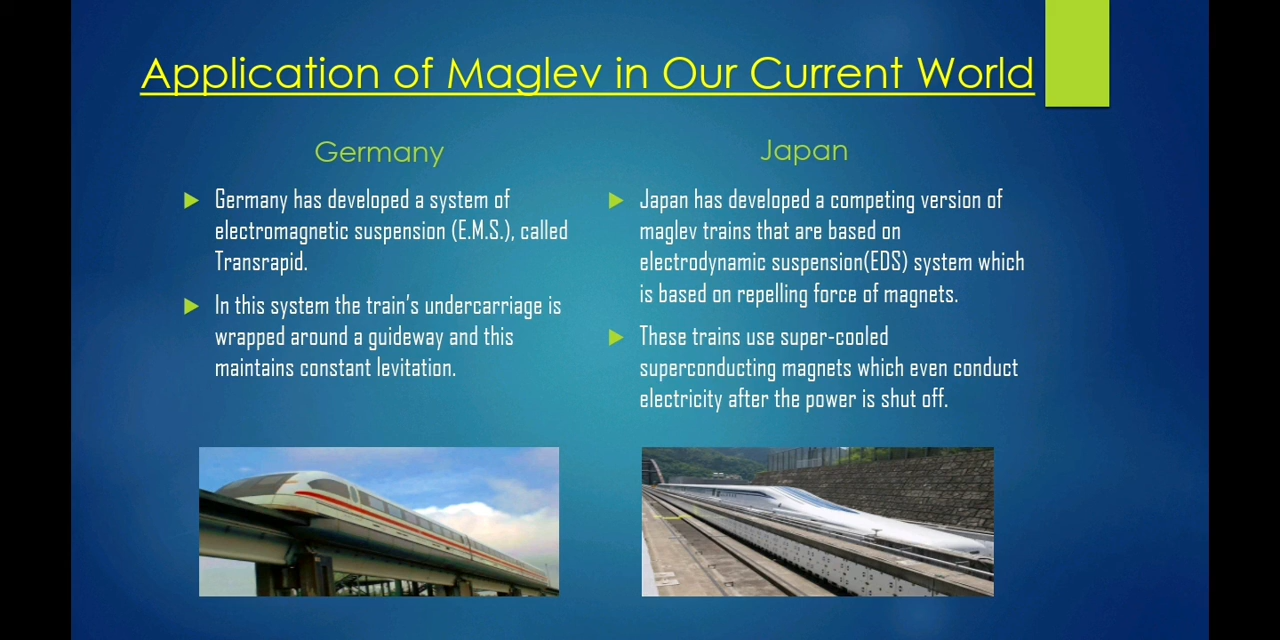 Application of Maglev in Our Current World
Germany
Germany has developed a system of
electromagnetic suspension (E.M.S.), called
Transrapid.
In this system the train's undercarriage is
wrapped around a guideway and this
maintains constant levitation.
Japan
Japan has developed a competing version of
maglev trains that are based on
electrodynamic suspension(EDS) system which
is based on repelling force of magnets.
These trains use super-cooled
superconducting magnets which even conduct
electricity after the power is shut off.